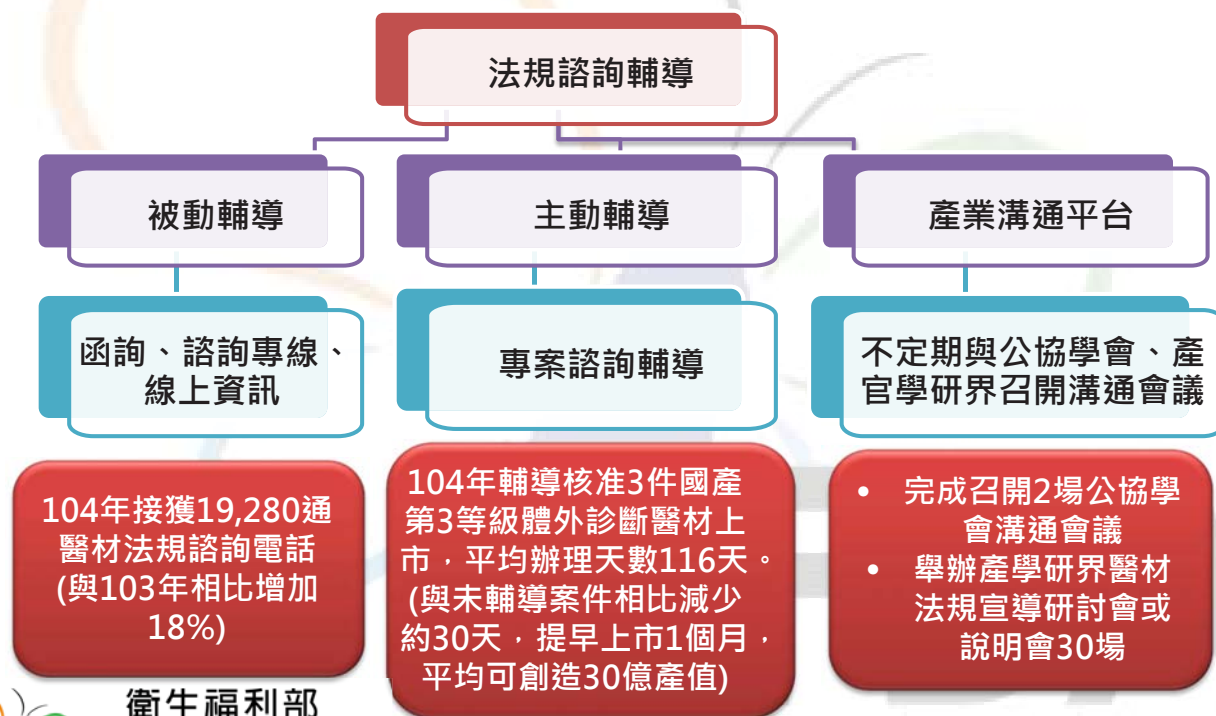 法規諮詢輔導
被動輔導
主動輔導
產業溝通平台
函詢、諮詢專線、
線上資訊
專案諮詢輔導
不定期與公協學會、產
官學研界召開溝通會議
104年接獲19,280通
醫材法規諮詢電話
(與103年相比增加
18%)
104年輔導核准3件國產
第3等級體外診斷醫材上
市，平均辦理天數116天。
(與未輔導案件相比減少
約30天，提早上市1個月，
平均可創造30億產值)
• 完成召開2場公協學
會溝通會議
• 舉辦產學研界醫材
法規宣導研討會或
說明會30場
衛生福利部